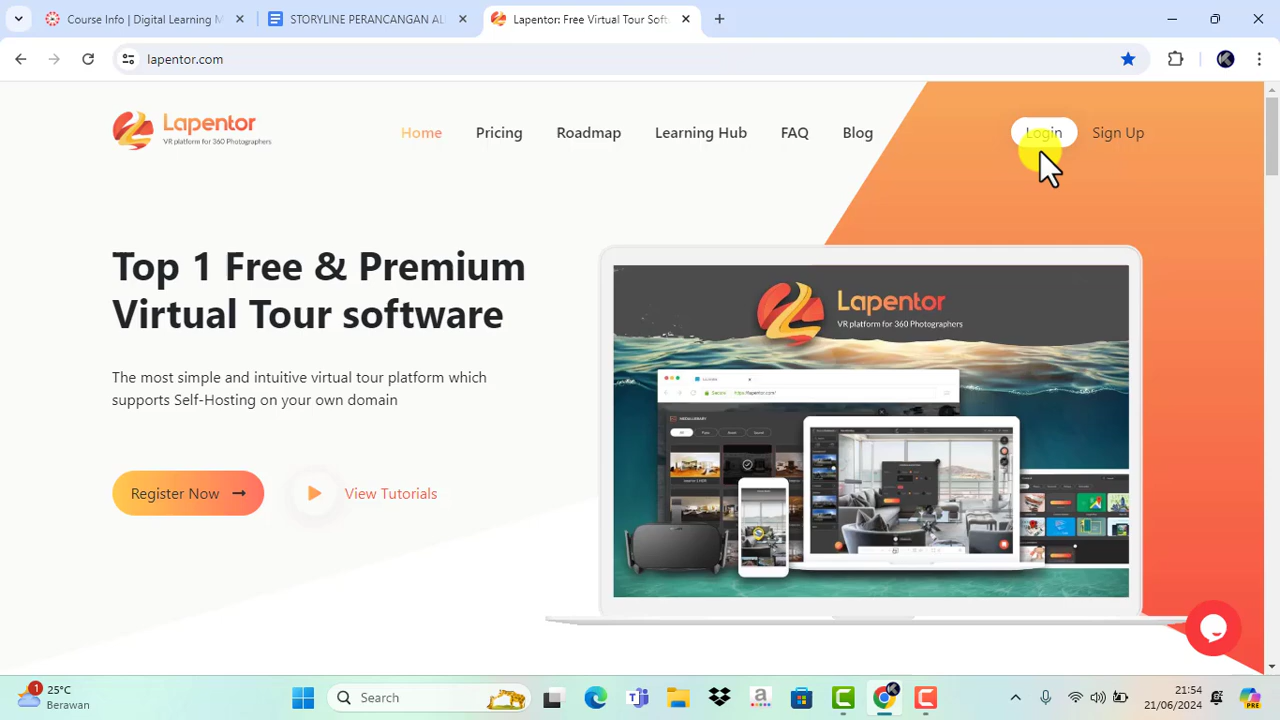 Course Info | Digital Learning M
STORYLINE PERANCANGAN AL
Lapentor: Free Virtual Tour Soft
lapentor.com
Lapentor
VR platform for 360 Photographers
Home
Pricing
Roadmap
Learning Hub
FAQ
Blog
Login
Sign Up
Top 1 Free & Premium
Virtual Tour software
The most simple and intuitive virtual tour platform which
supports Self-Hosting on your own domain
Register Now
View Tutorials
Lapentor
VR platform for 360 Photographers
1
25°C
Berawan
Search
21:54
21/06/2024
PRE